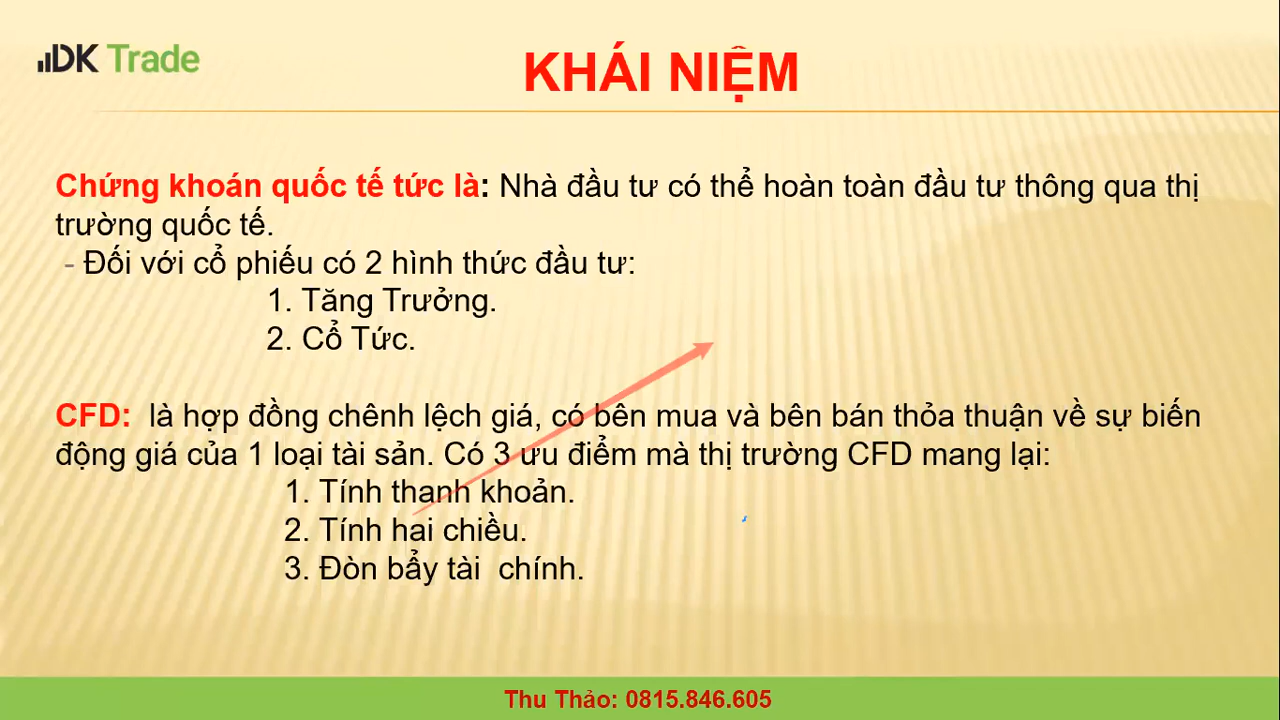 DK Trade
KHÁI NIỆM
Chứng khoán quốc tế tức là: Nhà đầu tư có thể hoàn toàn đầu tư thông qua thị
trường quốc tế.
- Đối với cổ phiếu có 2 hình thức đầu tư:
1. Tăng Trưởng.
2. Cổ Tức.
CFD: là hợp đồng chênh lệch giá, có bên mua và bên bán thỏa thuận về sự biến
động giá của 1 loại tài sản. Có 3 ưu điểm mà thị trường CFD mang lại:
1. Tính thanh khoản.
2. Tính hai chiều.
3. Đòn bẩy tài  chính.
Thu Thảo: 0815.846.605